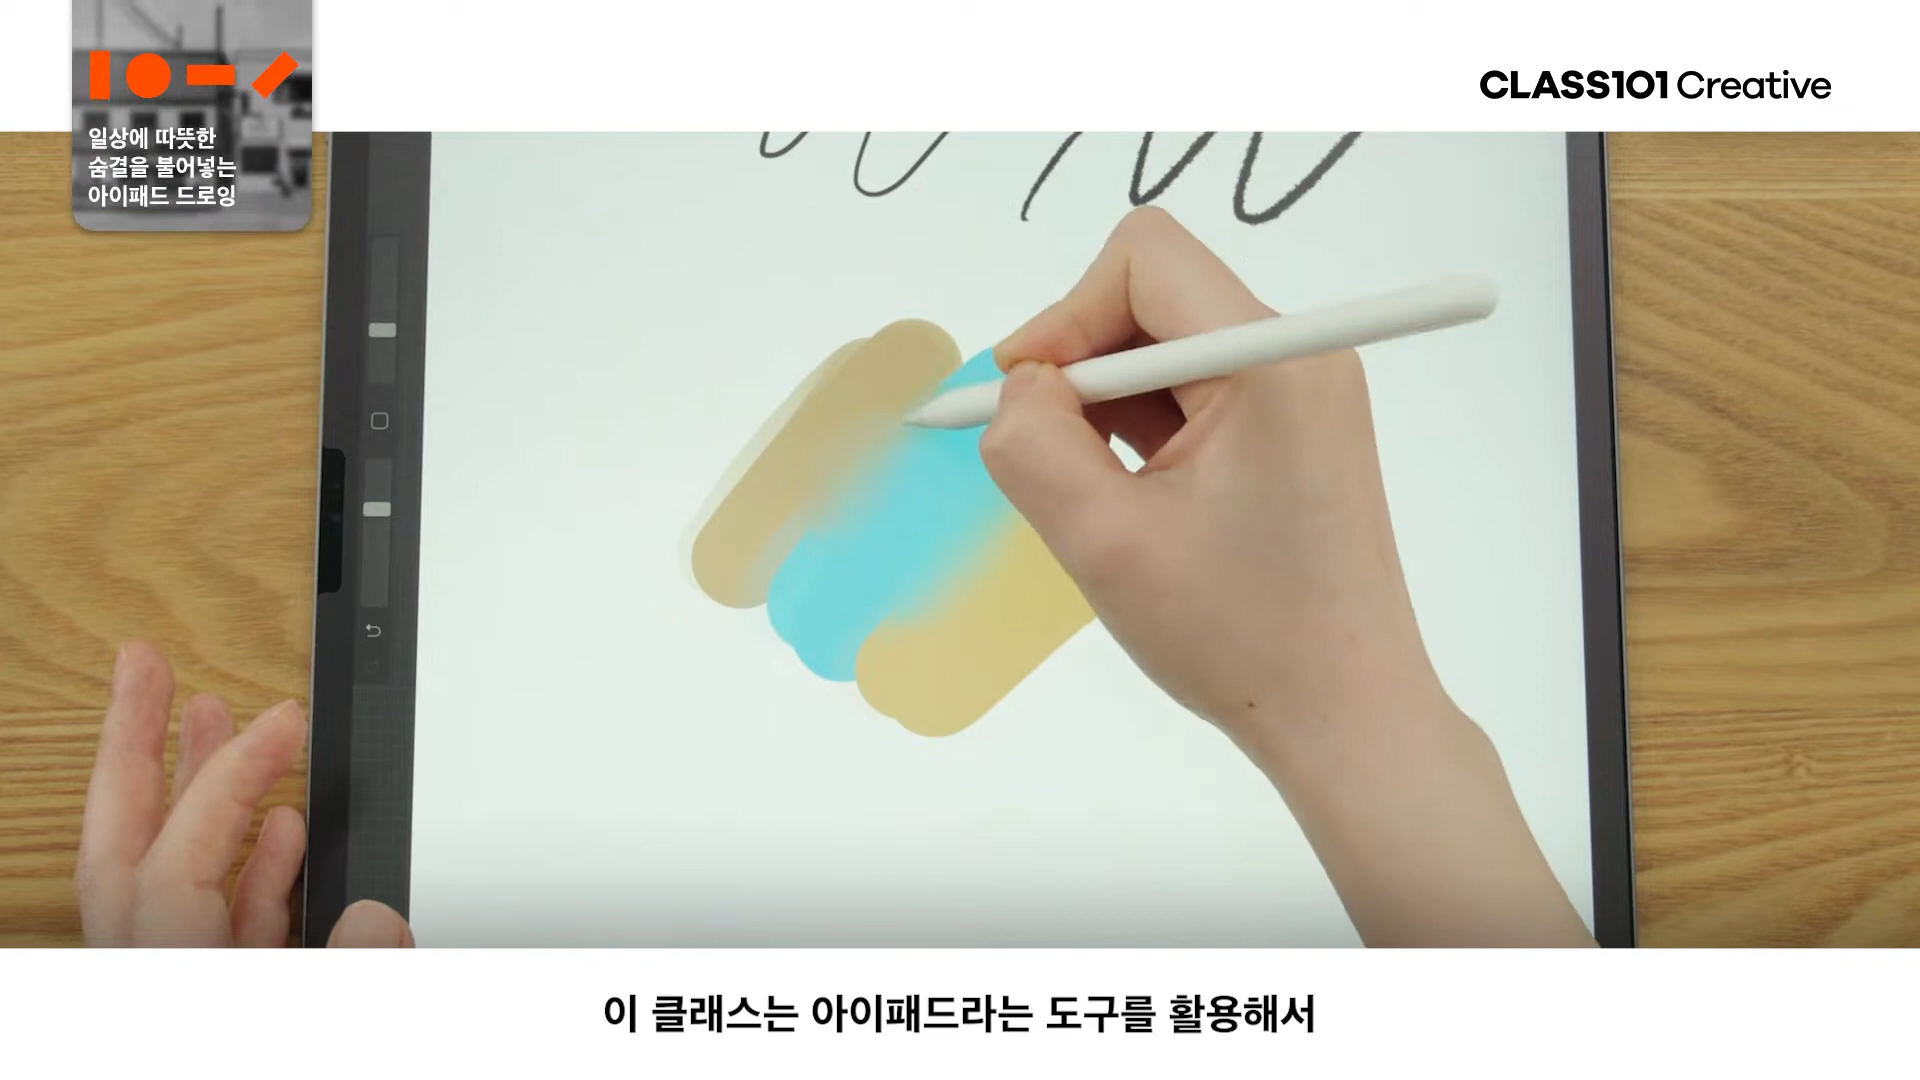 일상에 따뜻한
숨결을 불어넣는
아이패드 드로잉
CLASS101 Creative
이 클래스는 아이패드라는 도구를 활용해서